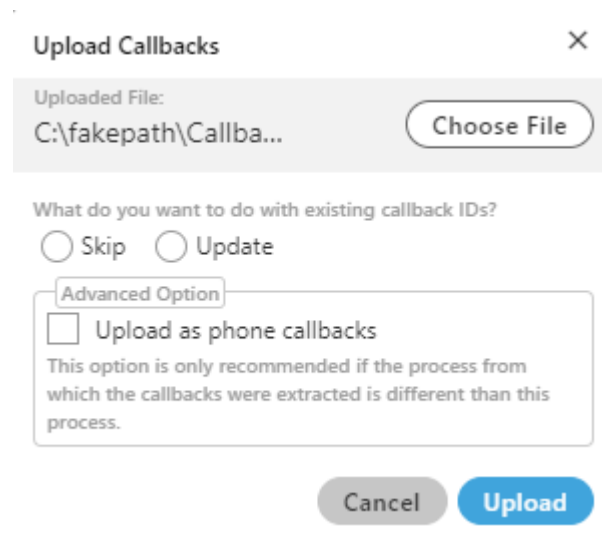 Upload Callbacks
Uploaded File:
C:\fakepath\Callba...
Choose File
What do you want to do with existing callback IDs?
Skip Update
Advanced Option
Upload as phone callbacks
This option is only recommended if the process from
which the callbacks were extracted is different than this
process.
Cancel Upload